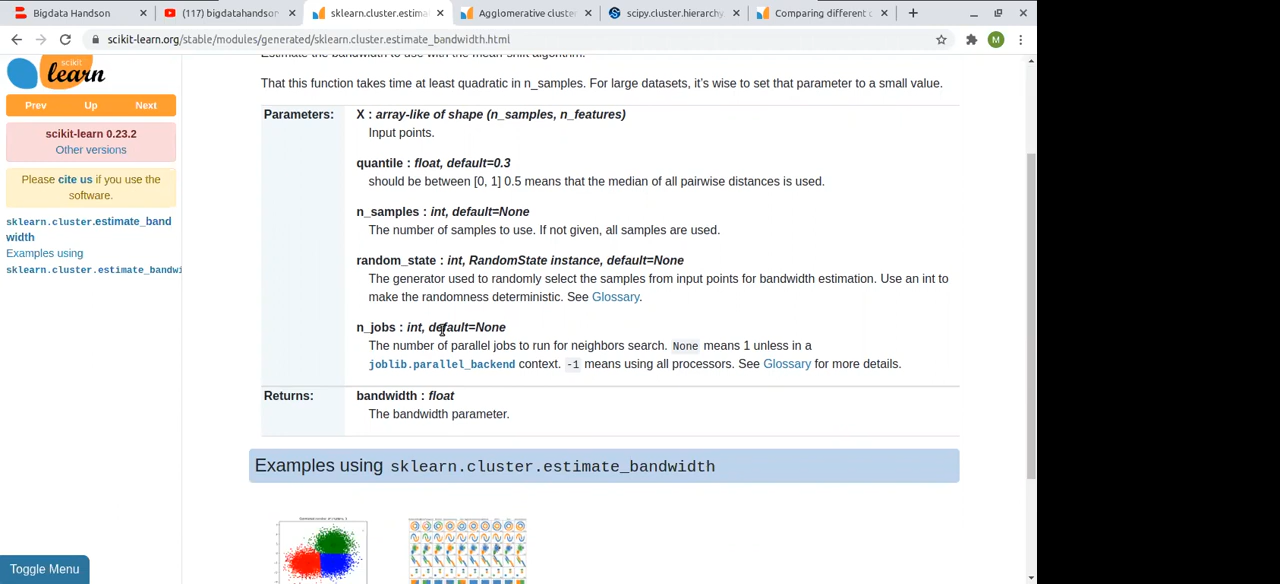 Bigdata Handson
(117) bigdatahandson
sklearn.cluster.estima
Agglomerative cluster
scipy.cluster.hierarchy
Comparing different c
scikit-learn.org/stable/modules/generated/sklearn.cluster.estimate_bandwidth.html
M
scikit
learn
Prev Up Next
scikit-learn 0.23.2
Other versions
Please cite us if you use the
software.
sklearn.cluster.estimate_band
width
Examples using
sklearn.cluster.estimate_bandwi
Estimate the bandwidth to use with the mean-shift algorithm.
That this function takes time at least quadratic in n_samples. For large datasets, it's wise to set that parameter to a small value.
Parameters:
X : array-like of shape (n_samples, n_features)
Input points.
quantile : float, default=0.3
should be between [0, 1] 0.5 means that the median of all pairwise distances is used.
n_samples : int, default=None
The number of samples to use. If not given, all samples are used.
random_state : int, RandomState instance, default=None
The generator used to randomly select the samples from input points for bandwidth estimation. Use an int to
make the randomness deterministic. See Glossary.
n_jobs : int, default=None
The number of parallel jobs to run for neighbors search. None means 1 unless in a
joblib.parallel_backend context. -1 means using all processors. See Glossary for more details.
Returns:
bandwidth : float
The bandwidth parameter.
Examples using sklearn.cluster.estimate_bandwidth
Toggle Menu